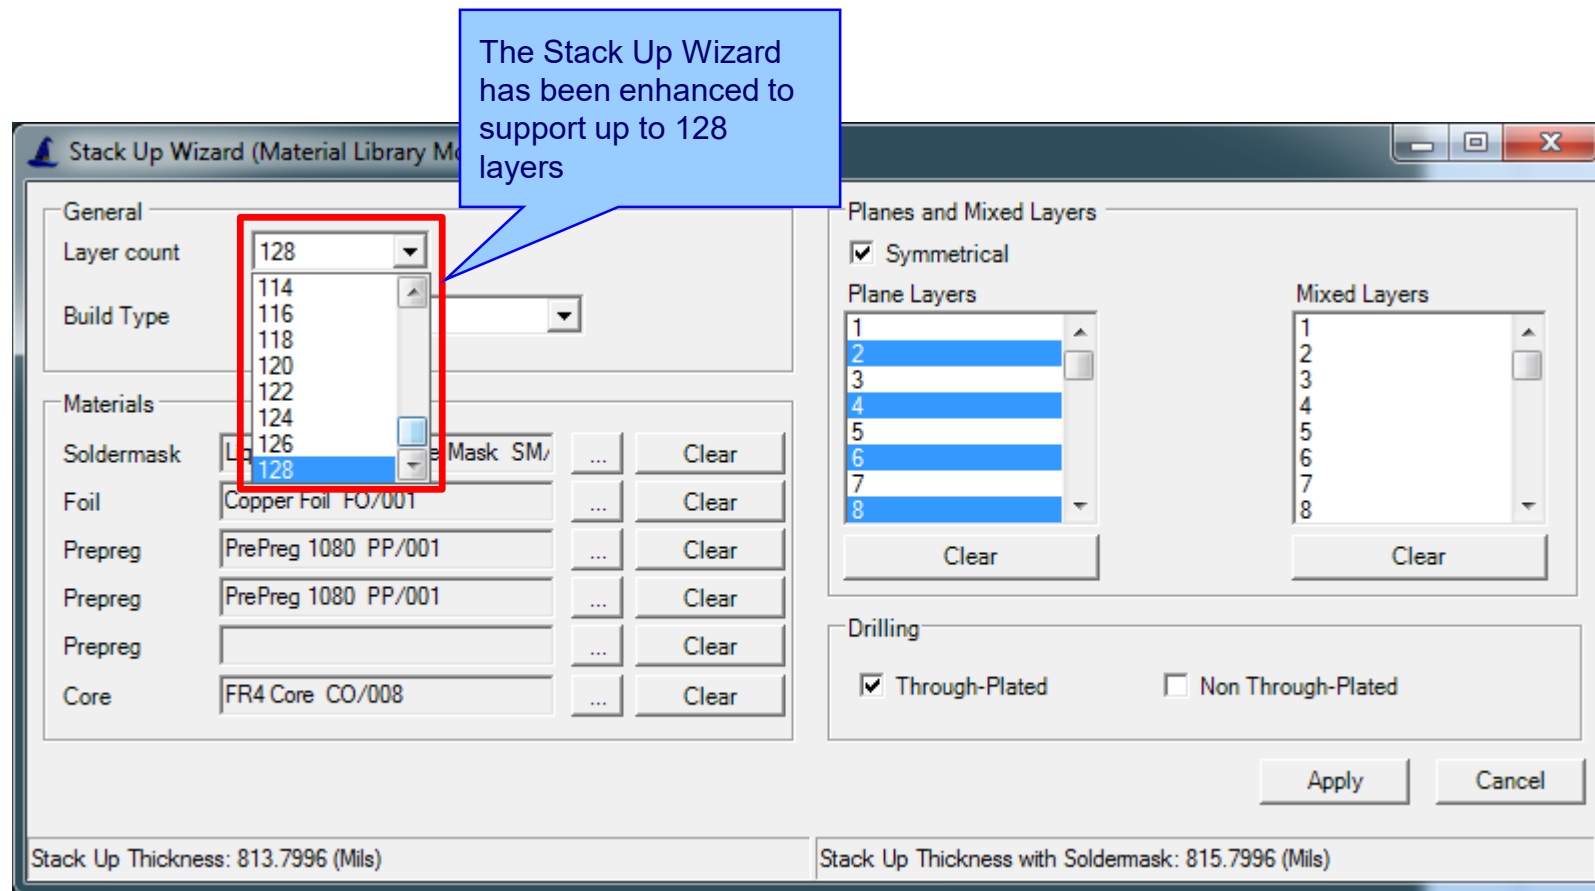 The Stack Up Wizard
has been enhanced to
support up to 128
layers
Stack Up Wizard (Material Library
General
Layer count
128
114
116
118
120
122
124
126
128
Build Type
Materials
Soldermask
Mask SM/
Clear
Foil
Copper Foil FO/001
...
Clear
Prepreg
PrePreg 1080 PP/001
...
Clear
Prepreg
PrePreg 1080 PP/001
...
Clear
Prepreg
...
Clear
Core
FR4 Core CO/008
...
Clear
Planes and Mixed Layers
Symmetrical
Plane Layers
1
2
3
4
5
6
7
8
Clear
Mixed Layers
1
2
3
4
5
6
7
8
Clear
Drilling
Through-Plated
Non Through-Plated
Apply
Cancel
Stack Up Thickness: 813.7996 (Mils)
Stack Up Thickness with Soldermask: 815.7996 (Mils)